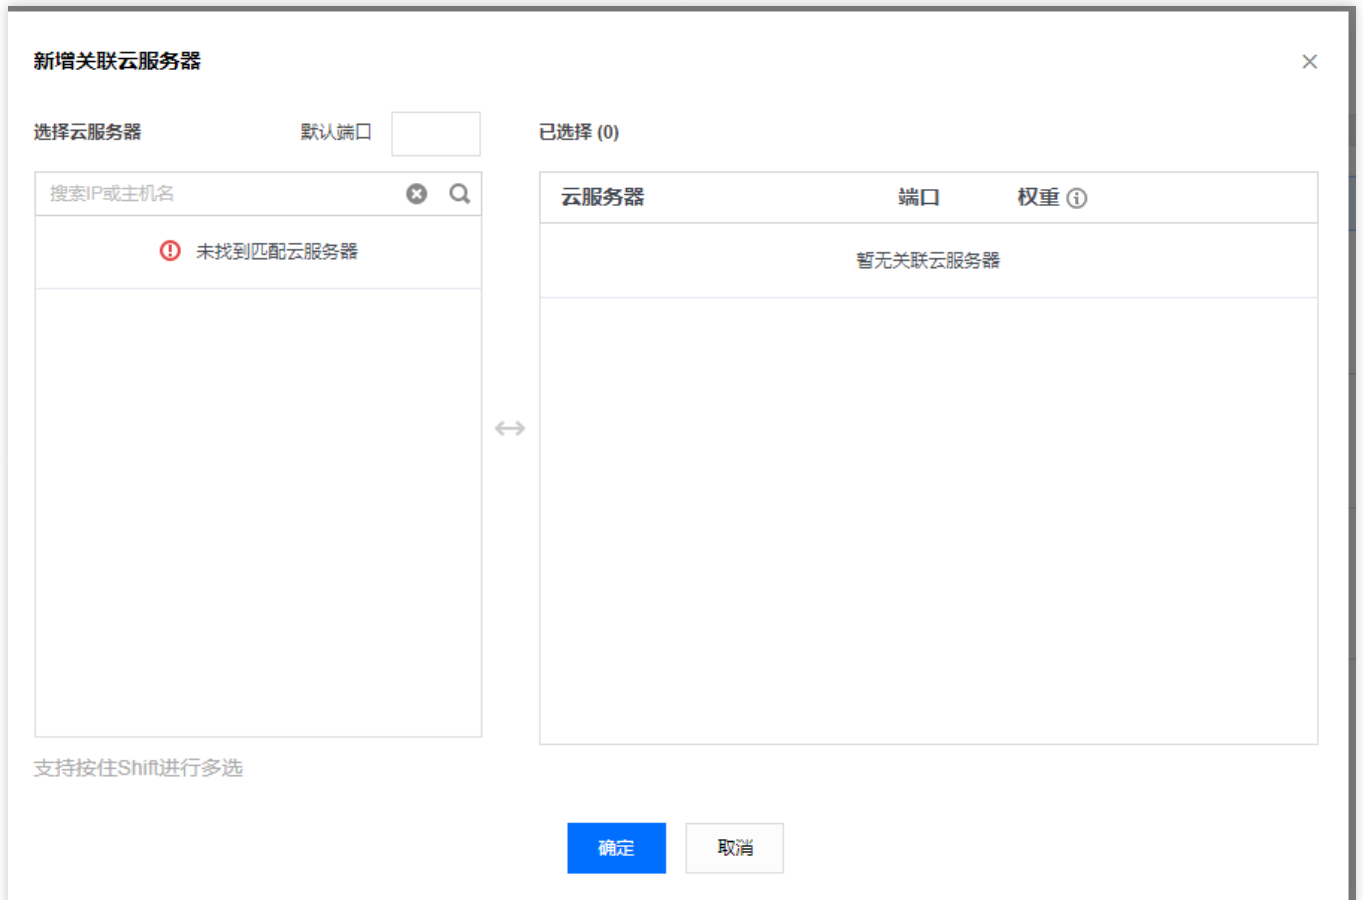 新增关联云服务器
选择云服务器 默认端口
搜索IP或主机名
未找到匹配云服务器
支持按住Shift进行多选
已选择 (0)
云服务器 端口 权重
暂无关联云服务器
确定 取消